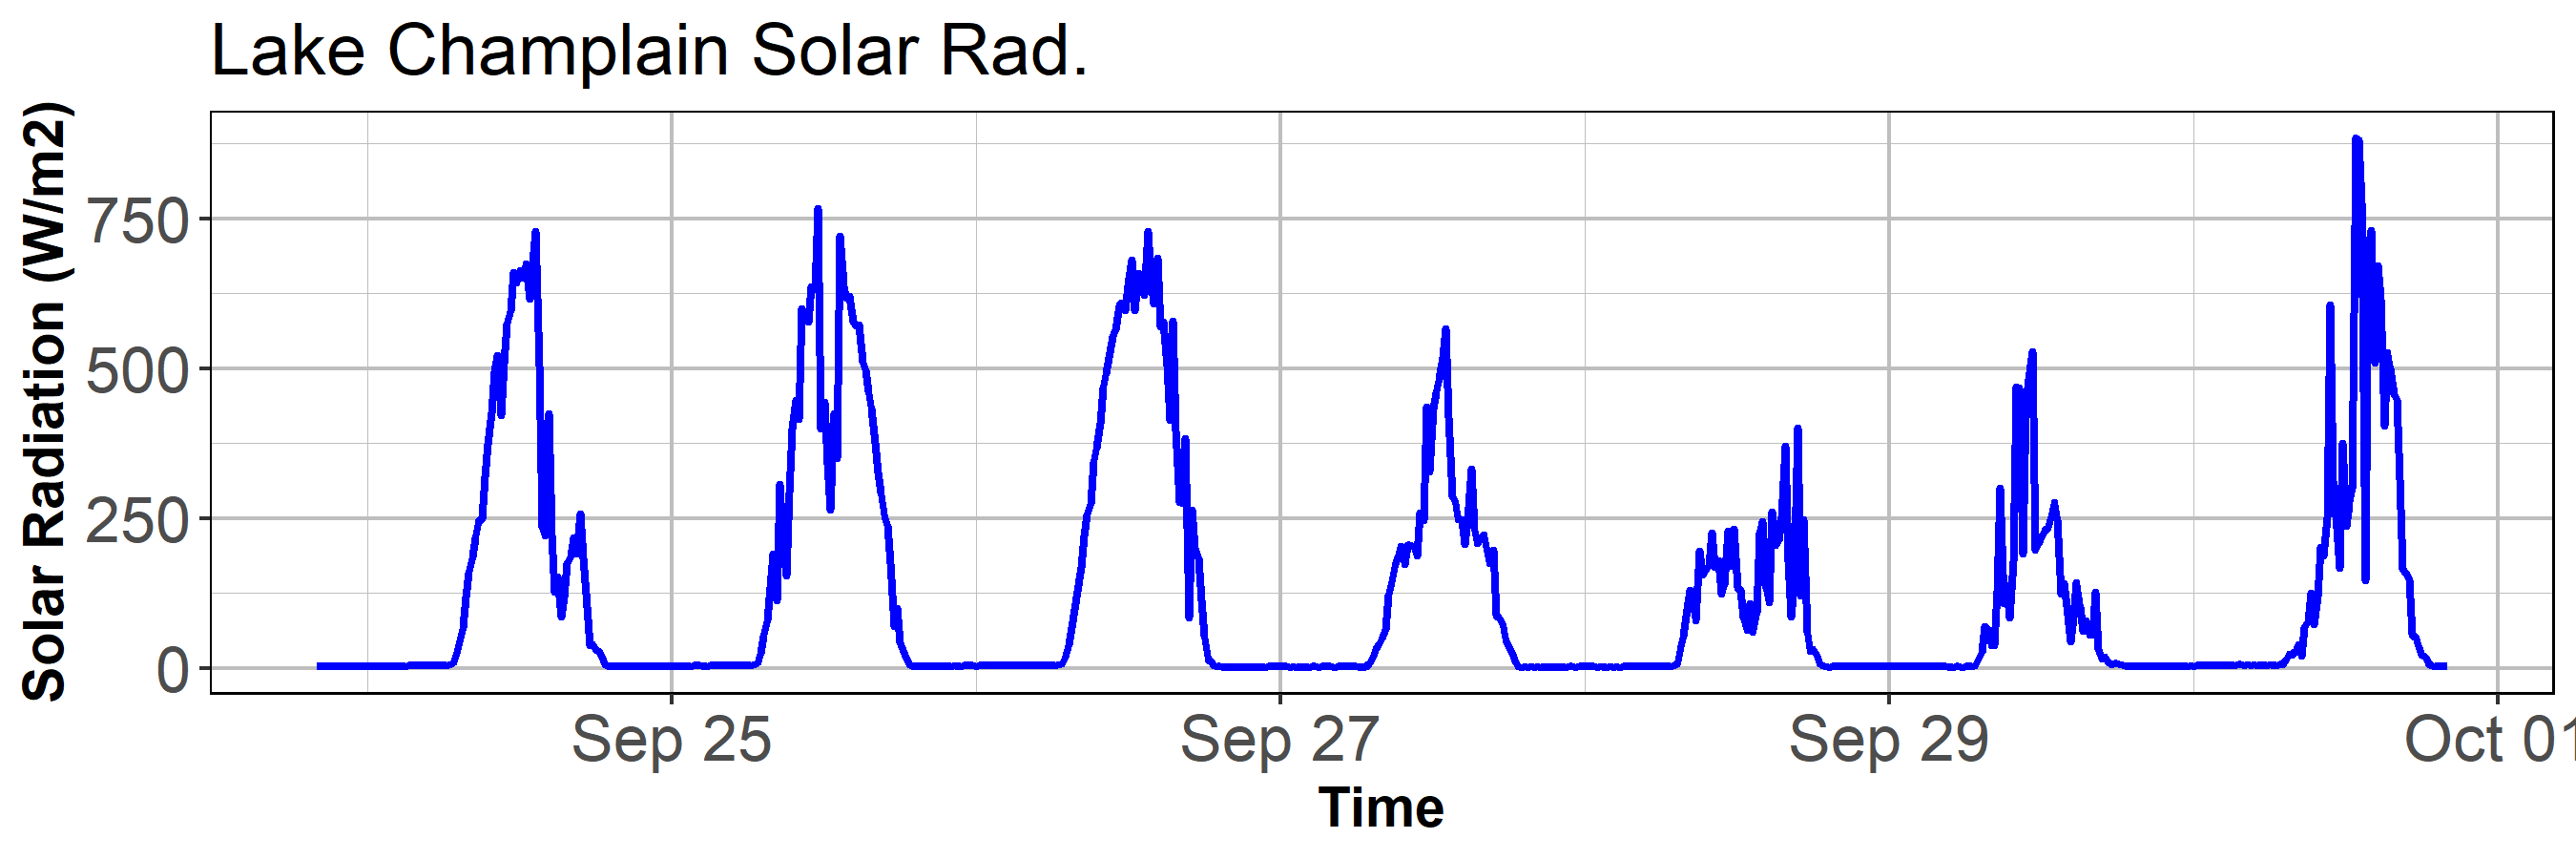 Lake Champlain Solar Rad.
Solar Radiation (W/m2)
750
500
250
0
Sep 25 Sep 27 Sep 29 Oct 01
Time